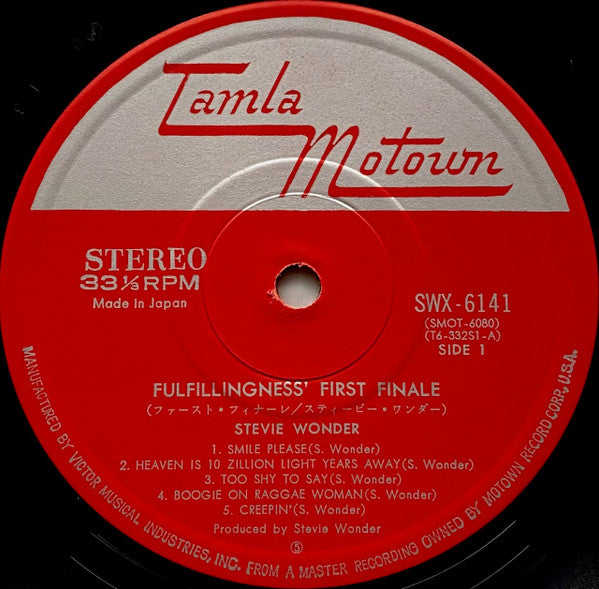 Tamla
Motown
STEREO
33⅓RPM
Made in Japan
SWX-6141
(SMOT-6080)
(T6-332S1-A)
SIDE 1
FULFILLINGNESS' FIRST FINALE
(ファースト・フィナーレ/スティービー・ワンダー)
STEVIE WONDER
1. SMILE PLEASE(S. Wonder)
2. HEAVEN IS 10 ZILLION LIGHT YEARS AWAY(S. Wonder)
3. TOO SHY TO SAY(S. Wonder)
4. BOOGIE ON RAGGAE WOMAN(S. Wonder)
5. CREEPIN'(S. Wonder)
Produced by Stevie Wonder
⑤
MANUFACTURED BY VICTOR MUSICAL INDUSTRIES, INC. FROM A MASTER RECORDING OWNED BY MOTOWN RECORD CORP., U.S.A.